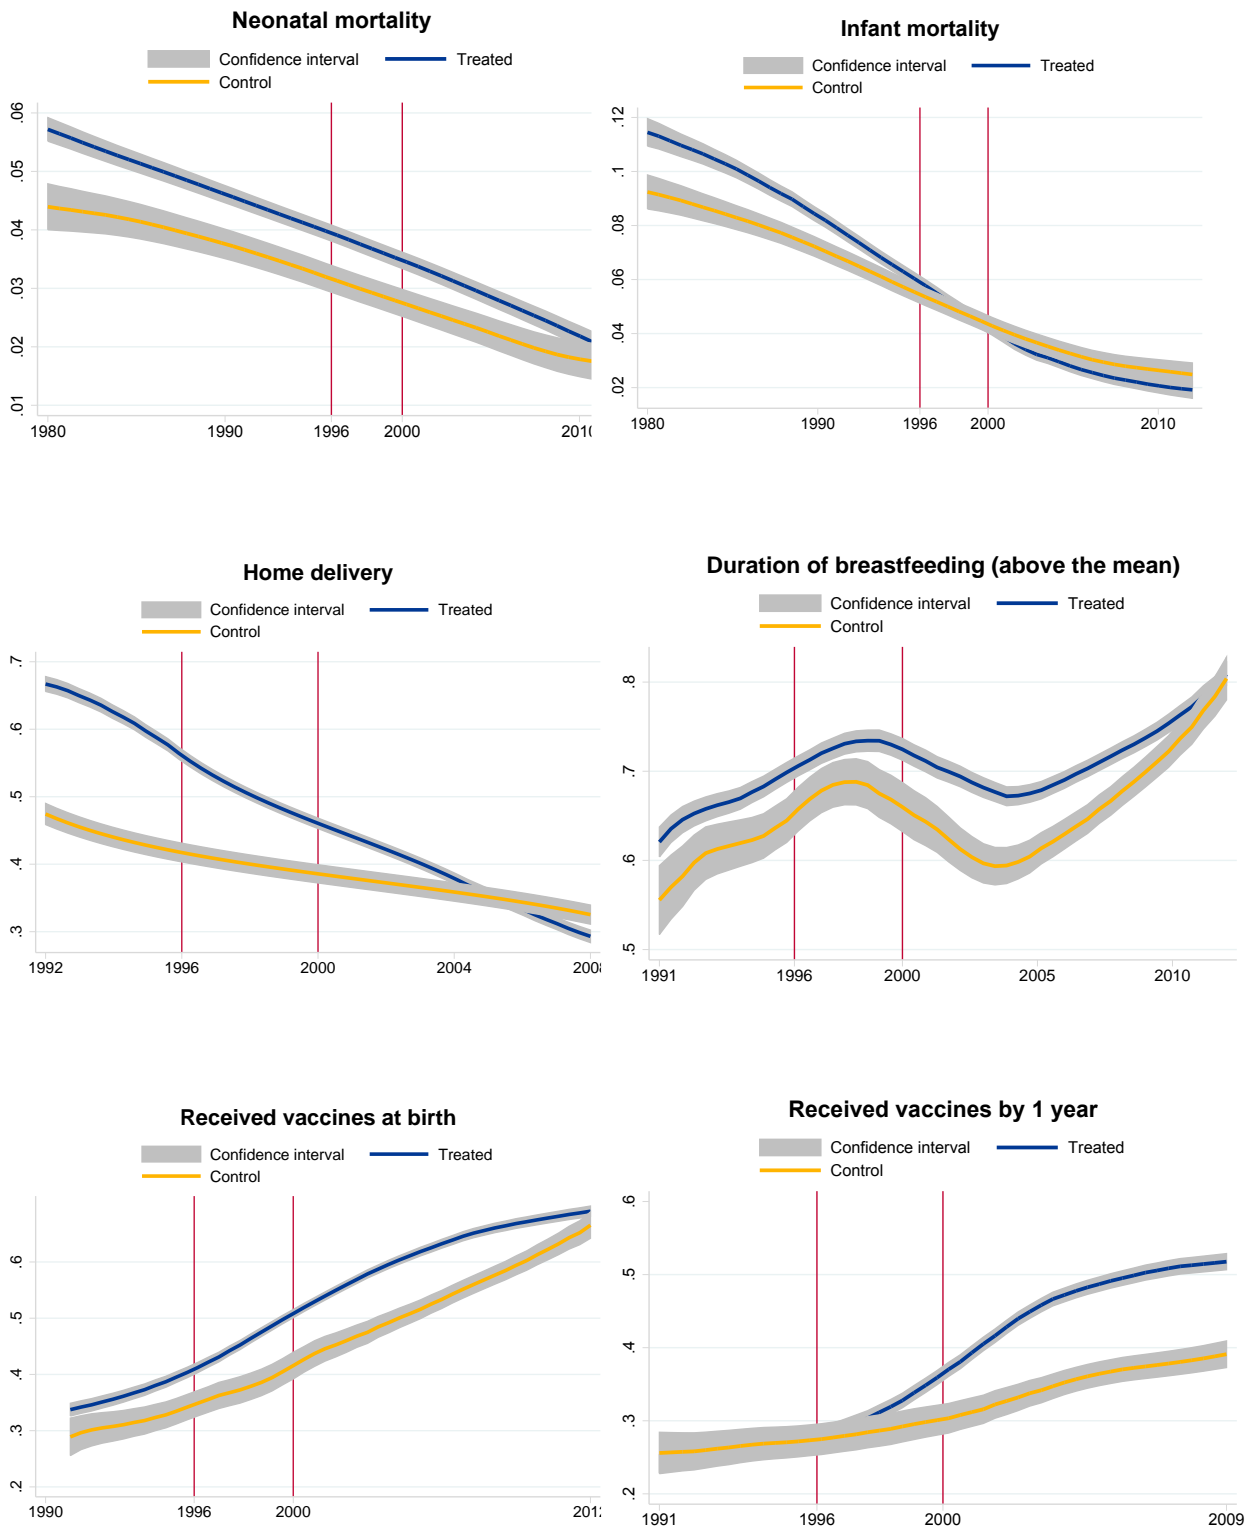 Neonatal mortality
Confidence interval
Treated
Control
.06
.05
.04
.03
.02
.01
1980
1990
1996
2000
2010
Infant mortality
Confidence interval
Treated
Control
.12
.1
.08
.06
.04
.02
1980
1990
1996
2000
2010
Home delivery
Confidence interval
Treated
Control
.7
.6
.5
.4
.3
1992
1996
2000
2004
2008
Duration of breastfeeding (above the mean)
Confidence interval
Treated
Control
.8
.7
.6
.5
1991
1996
2000
2005
2010
Received vaccines at birth
Confidence interval
Treated
Control
.6
.5
.4
.3
.2
1990
1996
2000
2012
Received vaccines by 1 year
Confidence interval
Treated
Control
.6
.5
.4
.3
.2
1991
1996
2000
2009